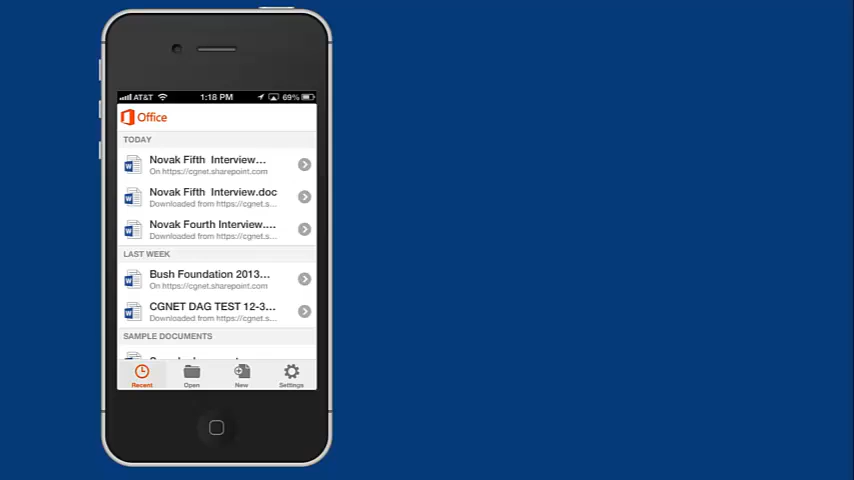 AT&T 1:18 PM 69%
Office
TODAY
Novak Fifth Interview...
On https://cgnet.sharepoint.com
Novak Fifth Interview.doc
Downloaded from https://cgnet.s...
Novak Fourth Interview....
Downloaded from https://cgnet.s...
LAST WEEK
Bush Foundation 2013...
On https://cgnet.sharepoint.com
CGNET DAG TEST 12-3...
Downloaded from https://cgnet.s...
SAMPLE DOCUMENTS
Recent Open New Settings